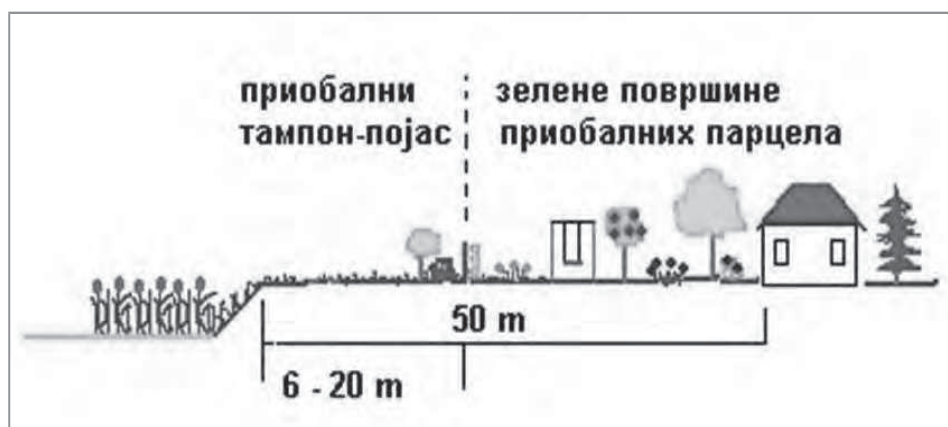 приобални
тампон-појас
зелене површине
приобалних парцела
50 m
6 - 20 m